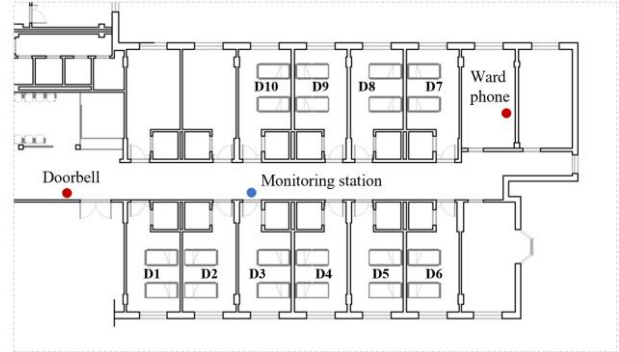 D10 D9 D8 D7
Ward
phone
Doorbell
Monitoring station
D1 D2 D3 D4 D5 D6